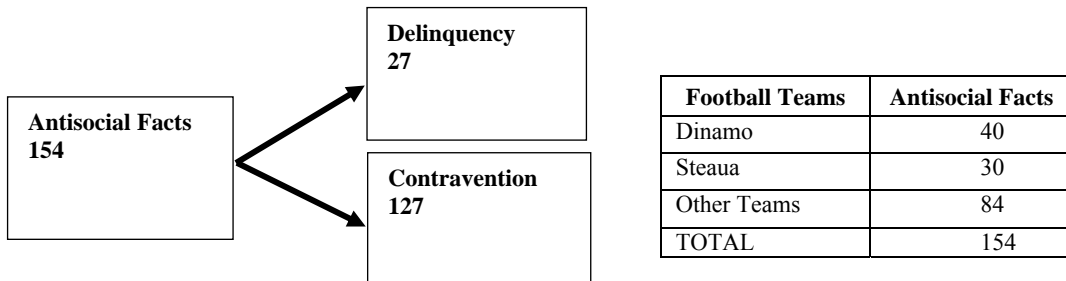 Antisocial Facts
154
Delinquency
27
Contravention
127
Football Teams Antisocial Facts
Dinamo 40
Steaua 30
Other Teams 84
TOTAL 154